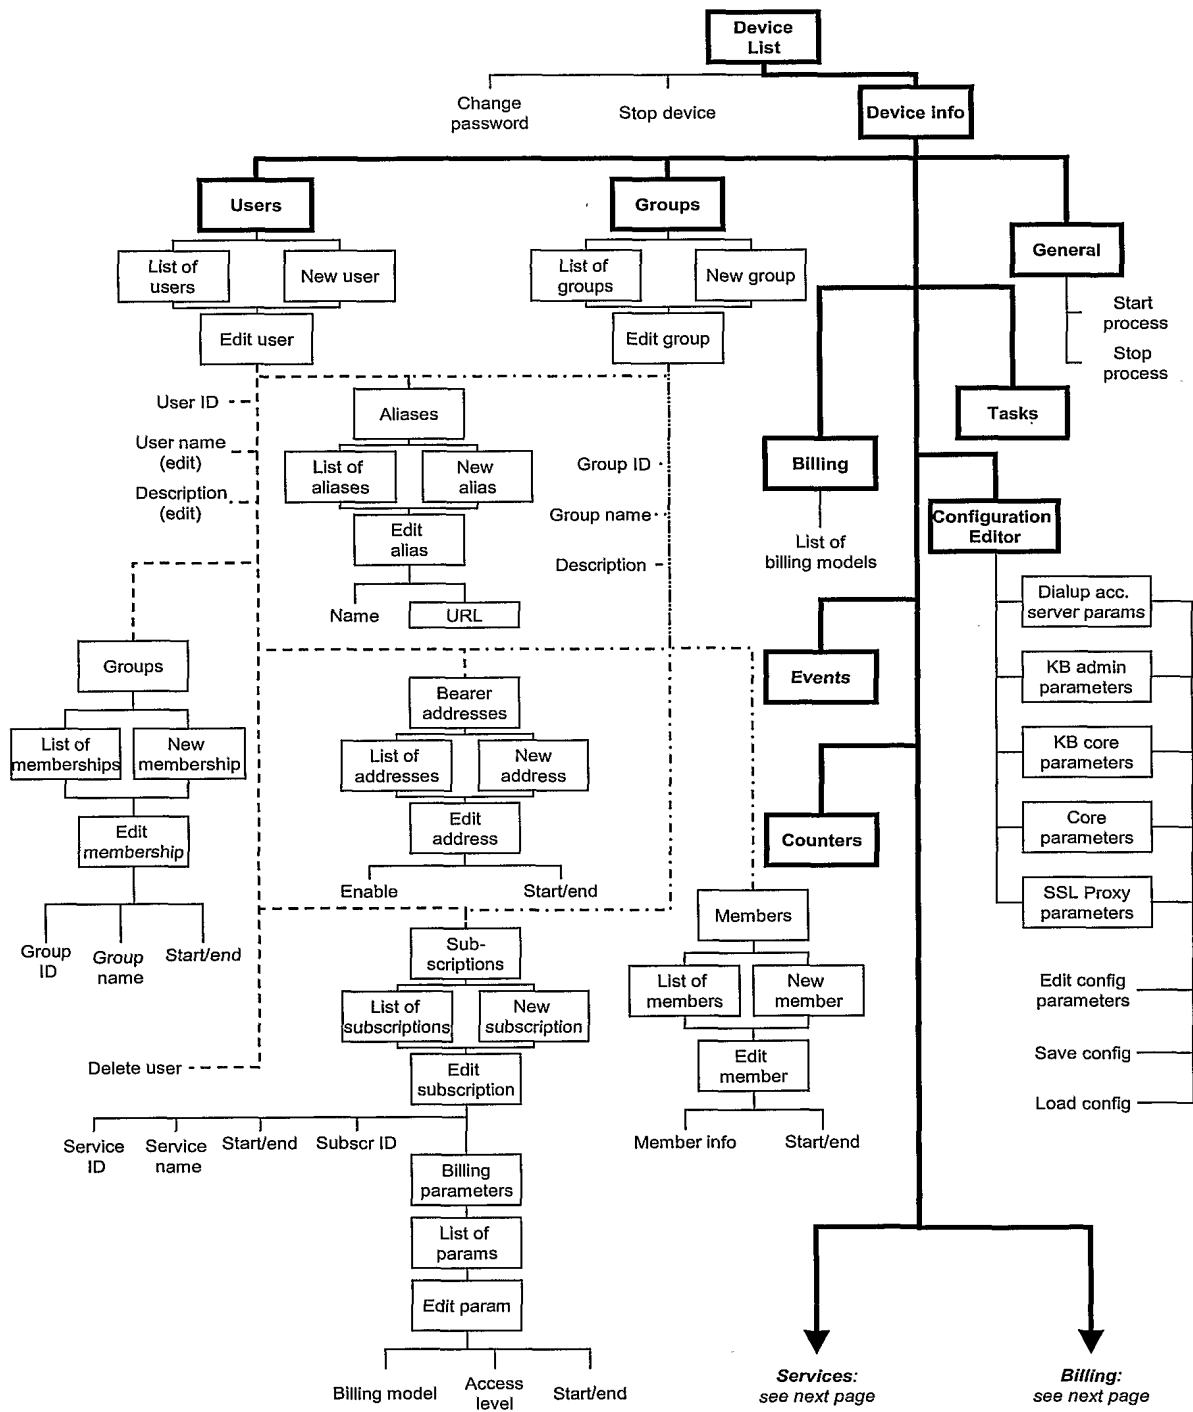 Device
List
Change
password
Stop device
Device info
Users
Groups
General
List of
users
New user
List of
groups
New group
Edit user
Edit group
Start
process
Stop
process
User ID
Aliases
Tasks
User name
(edit)
List of
aliases
New
alias
Group ID
Billing
Description
(edit)
Group name
Configuration
Editor
Edit
alias
List of
billing models
Description
Name
URL
Dialup acc.
server params
Groups
Events
KB admin
parameters
Bearer
addresses
List of
memberships
New
membership
List of
addresses
New
address
KB core
parameters
Edit
membership
Edit
address
Counters
Core
parameters
Enable
Start/end
Members
SSL Proxy
parameters
Group
ID
Group
name
Start/end
Sub-
scriptions
List of
subscriptions
New
subscription
List of
members
New
member
Edit config
parameters
Delete user
Edit
subscription
Edit
member
Save config
Load config
Service
ID
Service
name
Start/end
Subscr ID
Member info
Start/end
Billing
parameters
List of
params
Edit param
Billing model
Access
level
Start/end
Services:
see next page
Billing:
see next page